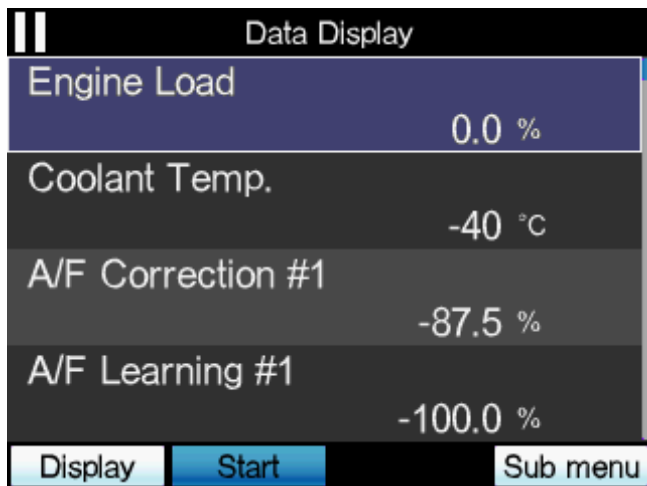 Data Display
Engine Load
0.0 %
Coolant Temp.
-40 °C
A/F Correction #1
-87.5 %
A/F Learning #1
-100.0 %
Display Start Sub menu